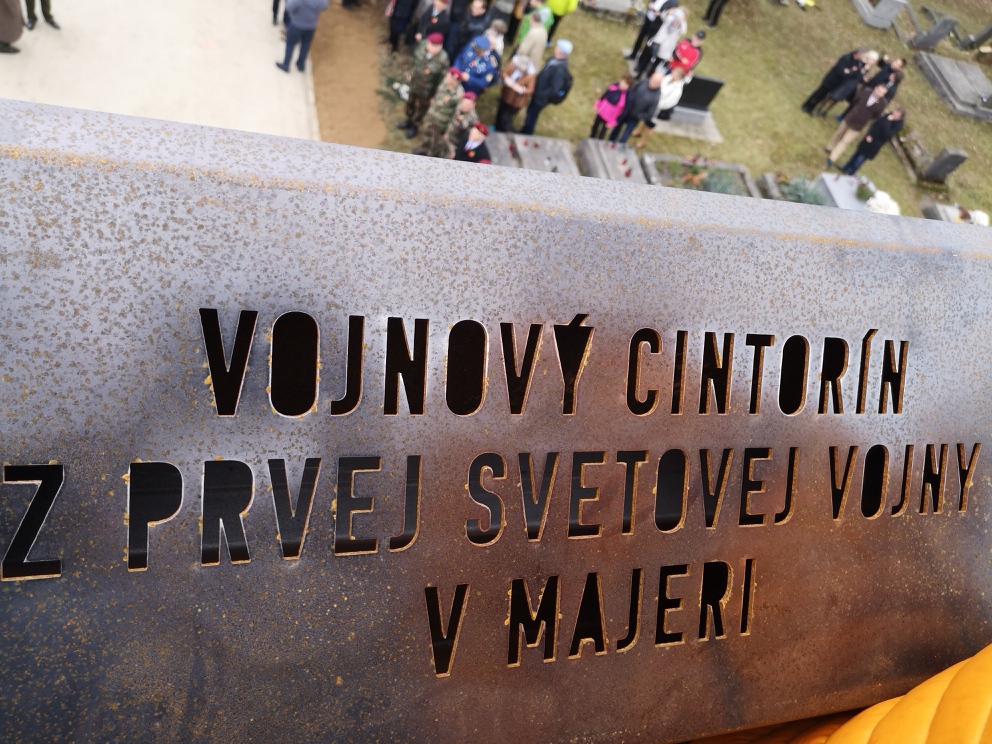 VOJNOVÝ CINTORÍN
Z PRVEJ SVETOVEJ VOJNY
V MAJERI